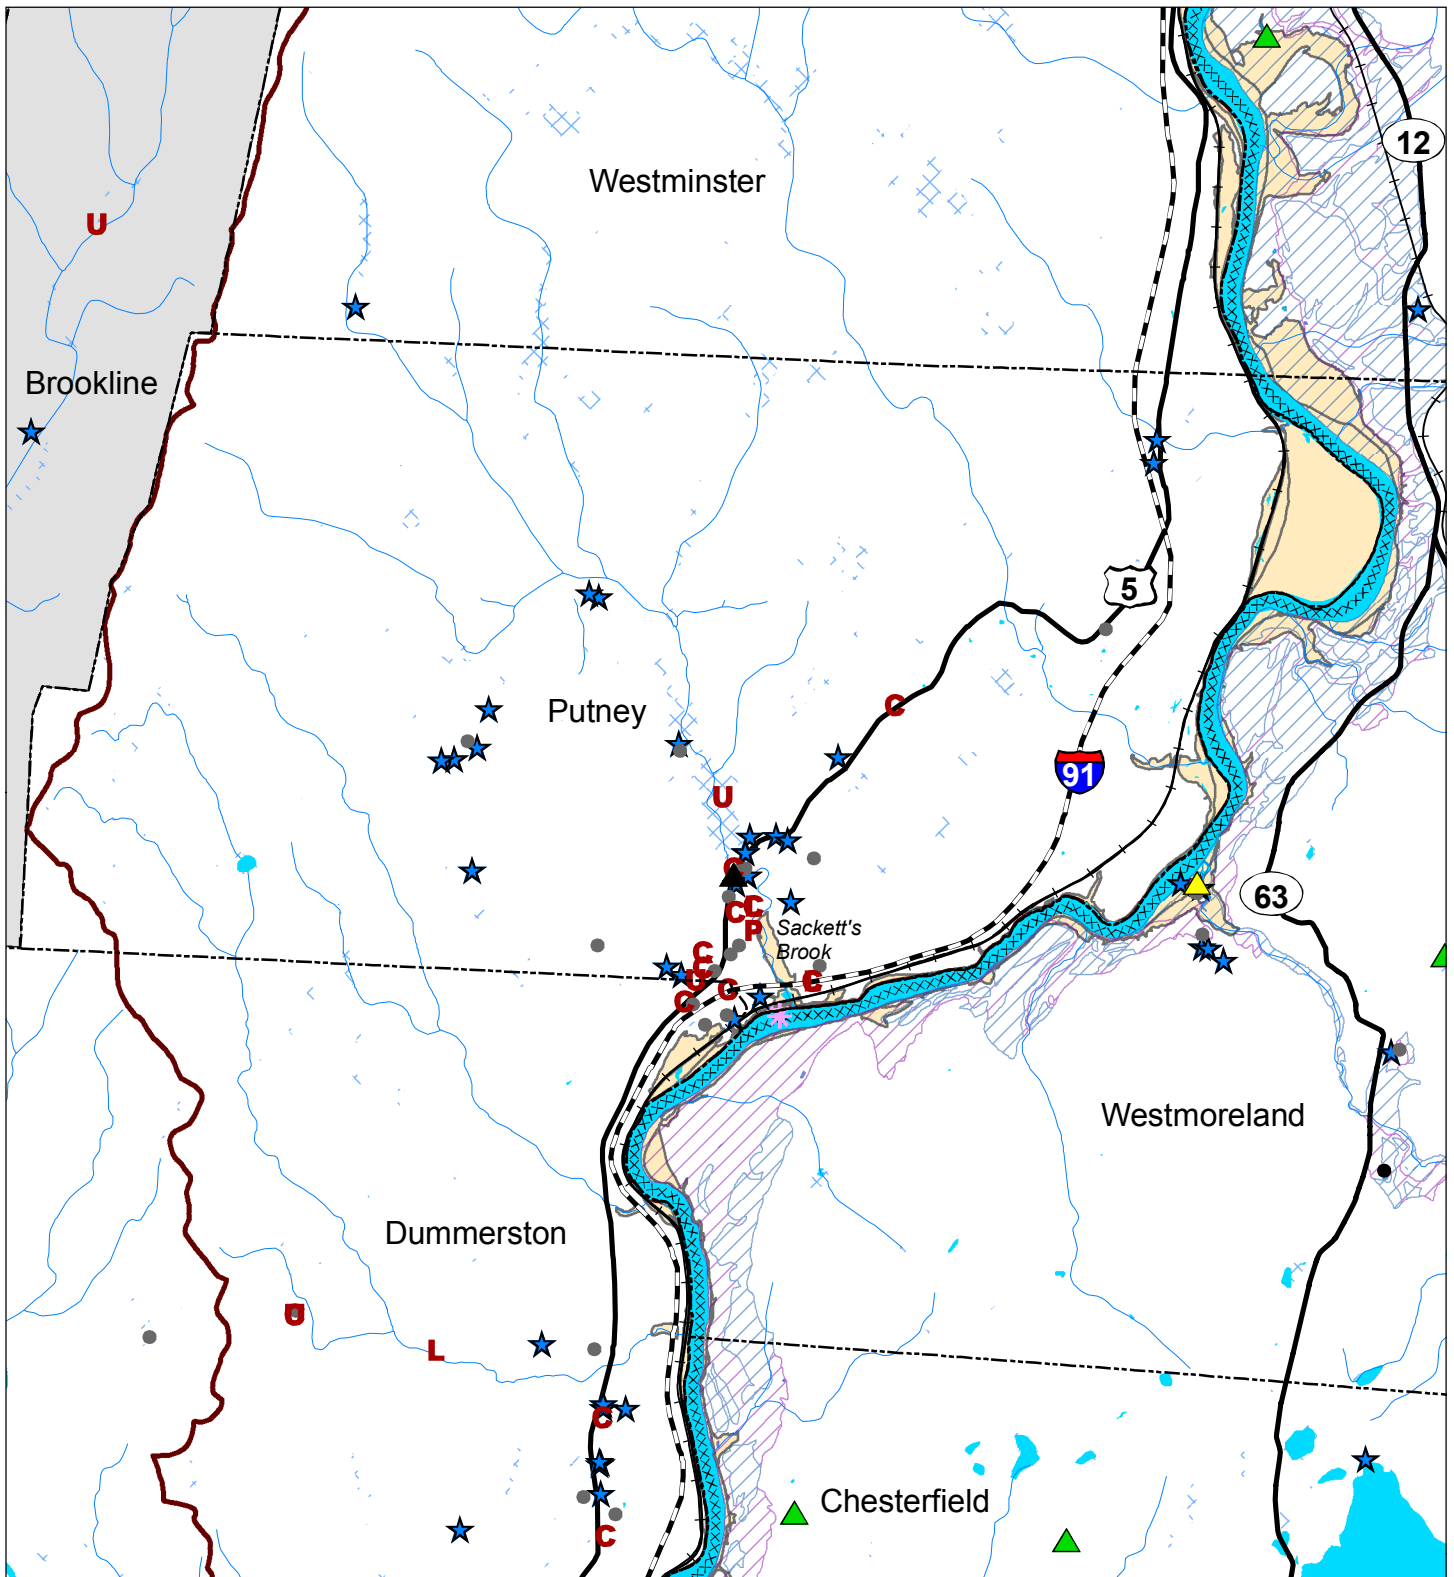 12
Westminster
U
Brookline
5
C
Putney
91
U
C
63
C
C
P
Sackett's
Brook
C
C
U
C
C
C
Westmoreland
Dummerston
U
L
C
Chesterfield
C